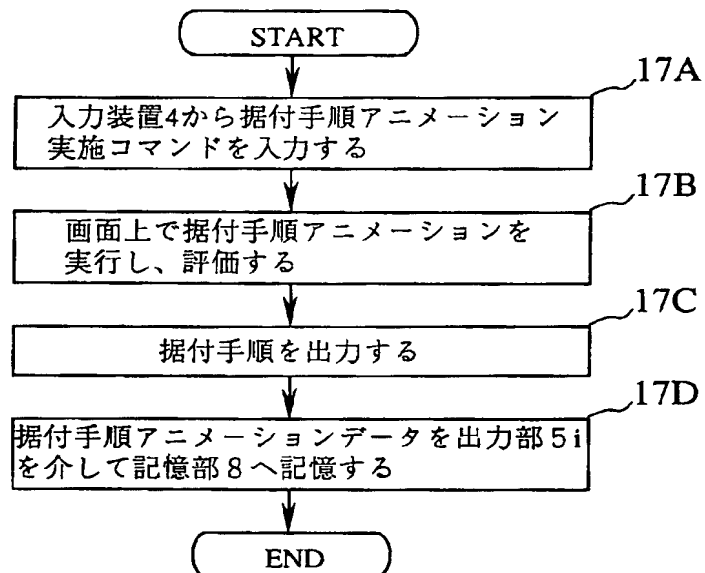 START
17A
入力装置4から据付手順アニメーション
実施コマンドを入力する
17B
画面上で据付手順アニメーションを
実行し、評価する
17C
据付手順を出力する
17D
据付手順アニメーションデータを出力部5i
を介して記憶部8へ記憶する
END